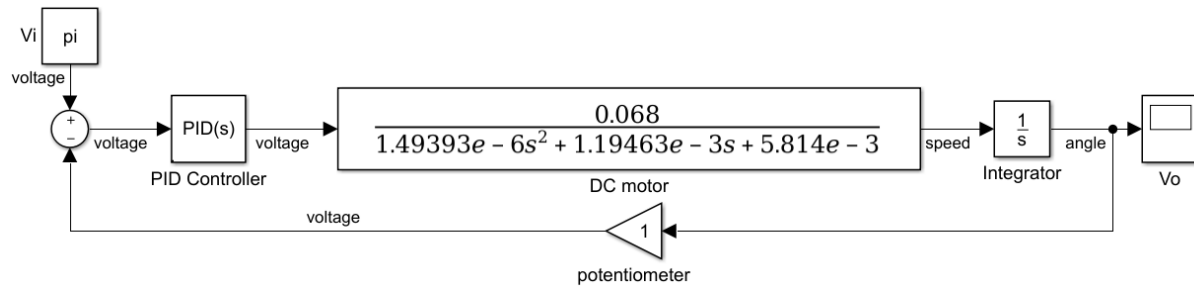 Vi
pi
voltage
+
−
voltage
PID(s)
PID Controller
voltage
0.068
1.49393e − 6s² + 1.19463e − 3s + 5.814e − 3
DC motor
speed
1
s
Integrator
angle
Vo
voltage
1
potentiometer